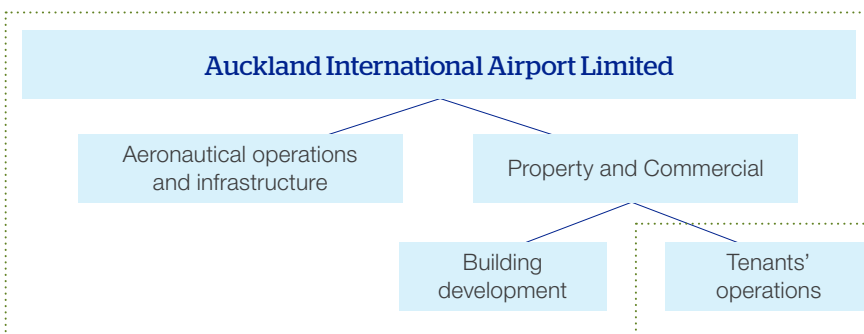 Auckland International Airport Limited
Aeronautical operations
and infrastructure
Property and Commercial
Building
development
Tenants’
operations